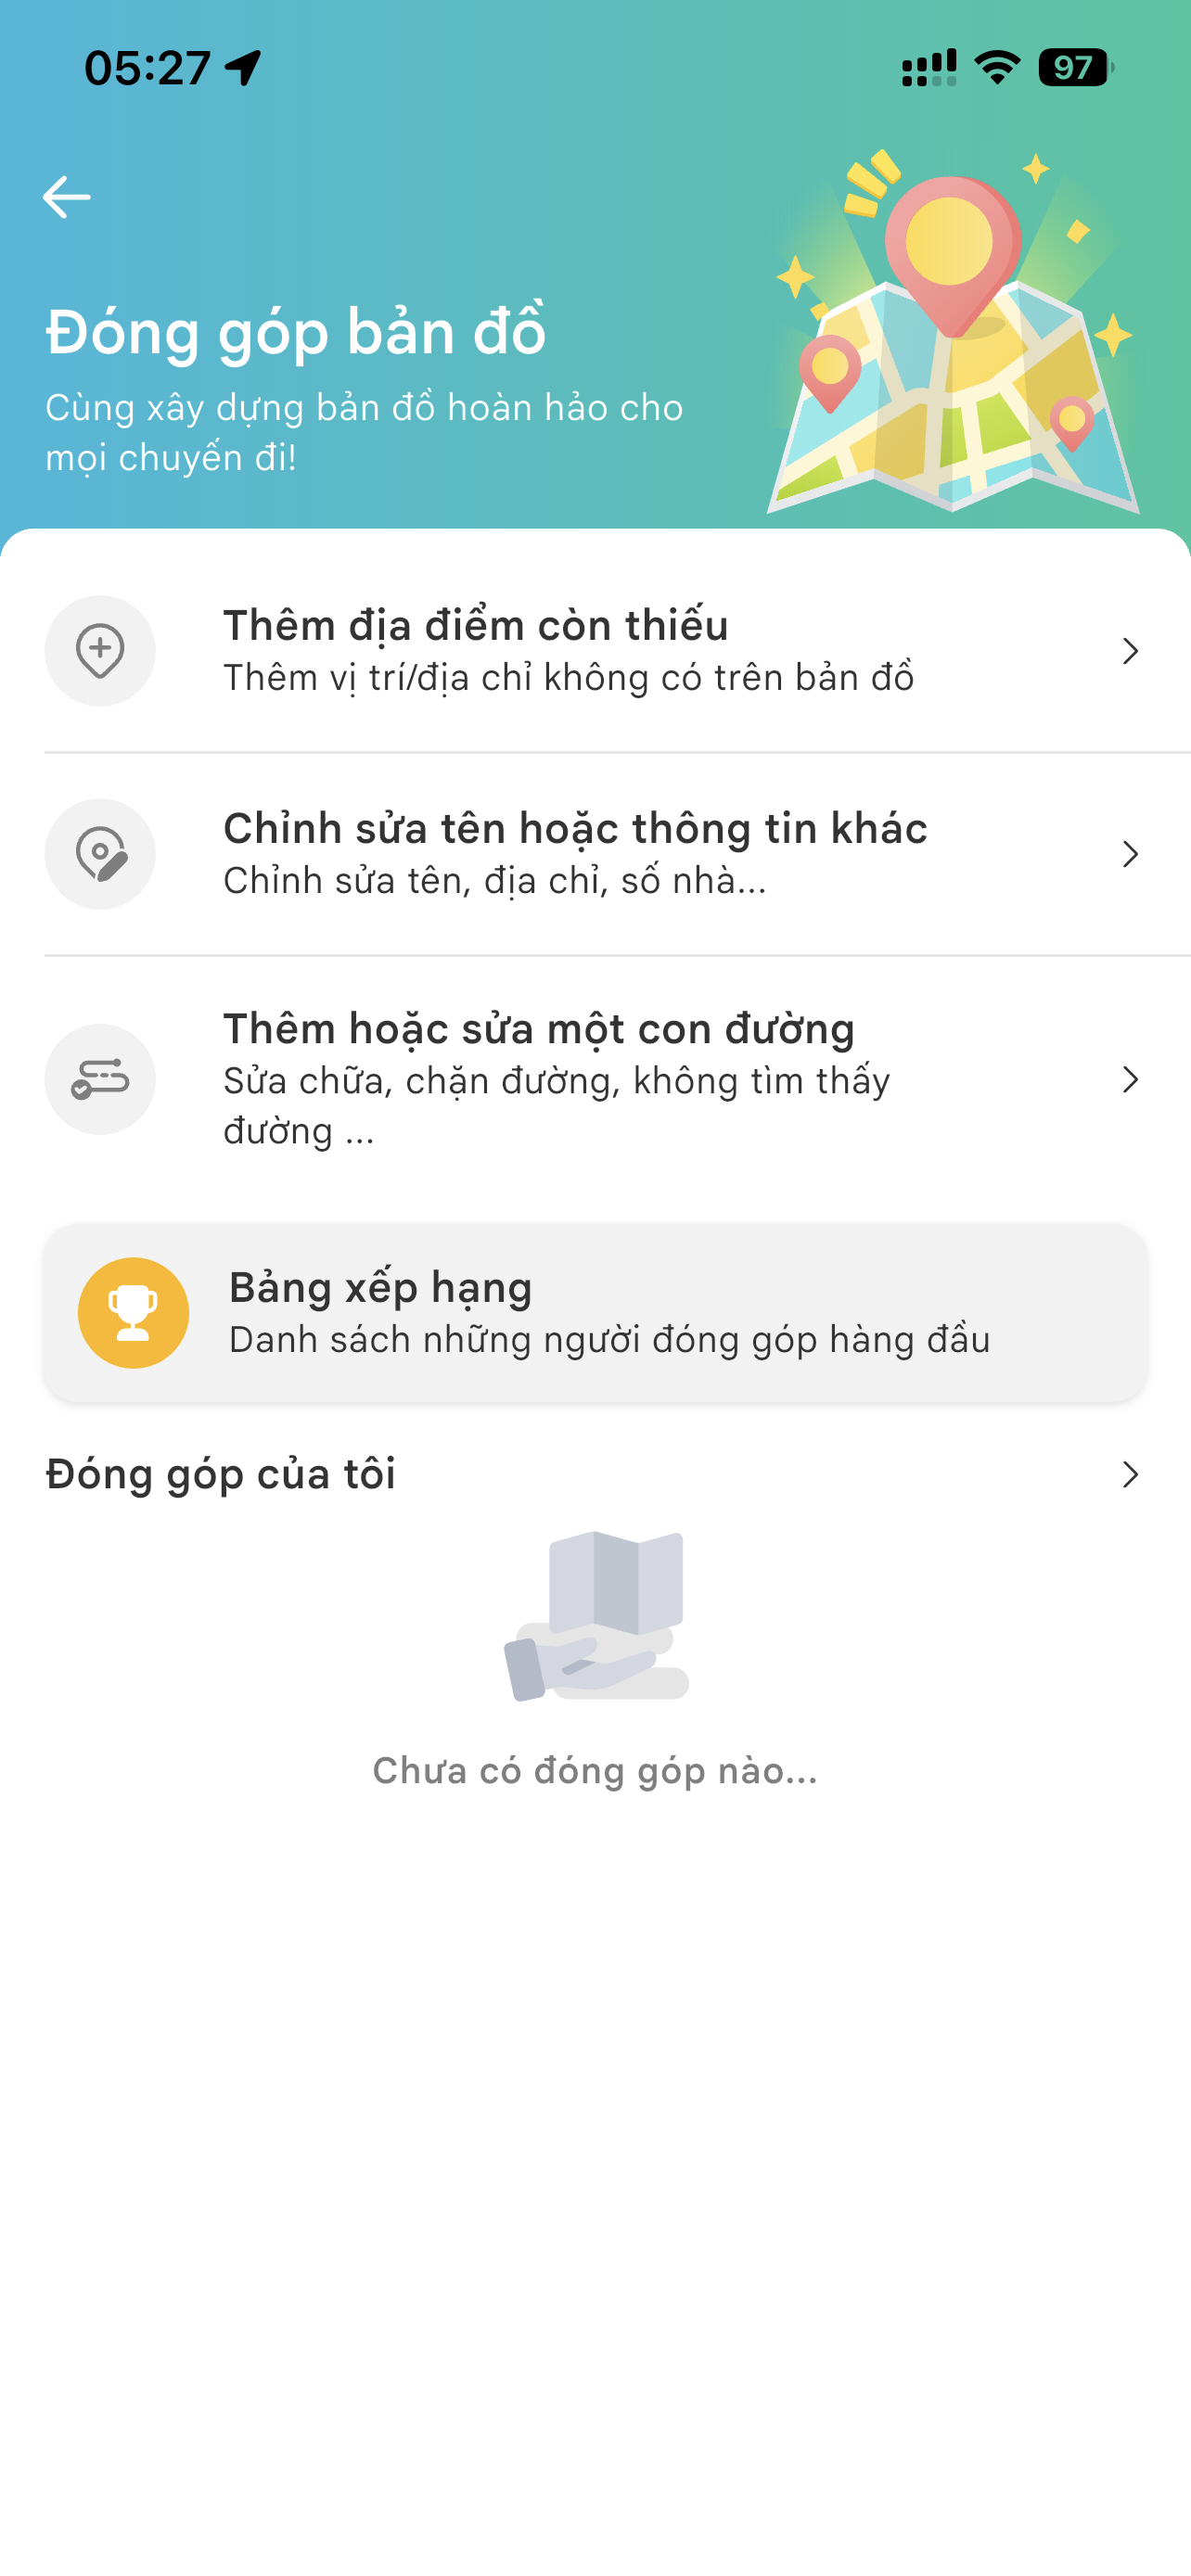 05:27
97
Đóng góp bản đồ
Cùng xây dựng bản đồ hoàn hảo cho
mọi chuyến đi!
Thêm địa điểm còn thiếu
Thêm vị trí/địa chỉ không có trên bản đồ
Chỉnh sửa tên hoặc thông tin khác
Chỉnh sửa tên, địa chỉ, số nhà...
Thêm hoặc sửa một con đường
Sửa chữa, chặn đường, không tìm thấy
đường ...
Bảng xếp hạng
Danh sách những người đóng góp hàng đầu
Đóng góp của tôi
Chưa có đóng góp nào...